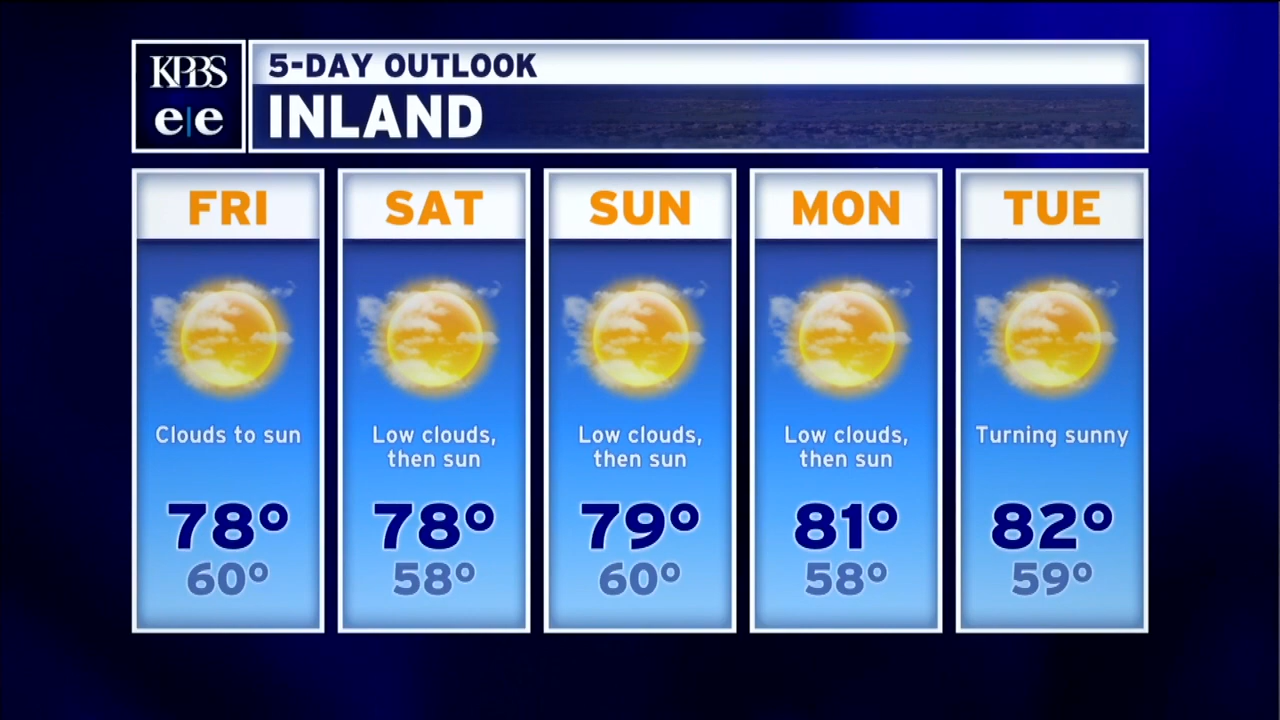 KPBS
e|e
5-DAY OUTLOOK
INLAND
FRI
Clouds to sun
78°
60°
SAT
Low clouds,
then sun
78°
58°
SUN
Low clouds,
then sun
79°
60°
MON
Low clouds,
then sun
81°
58°
TUE
Turning sunny
82°
59°